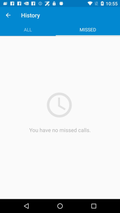 10:55
History
ALL
MISSED
You have no missed calls.